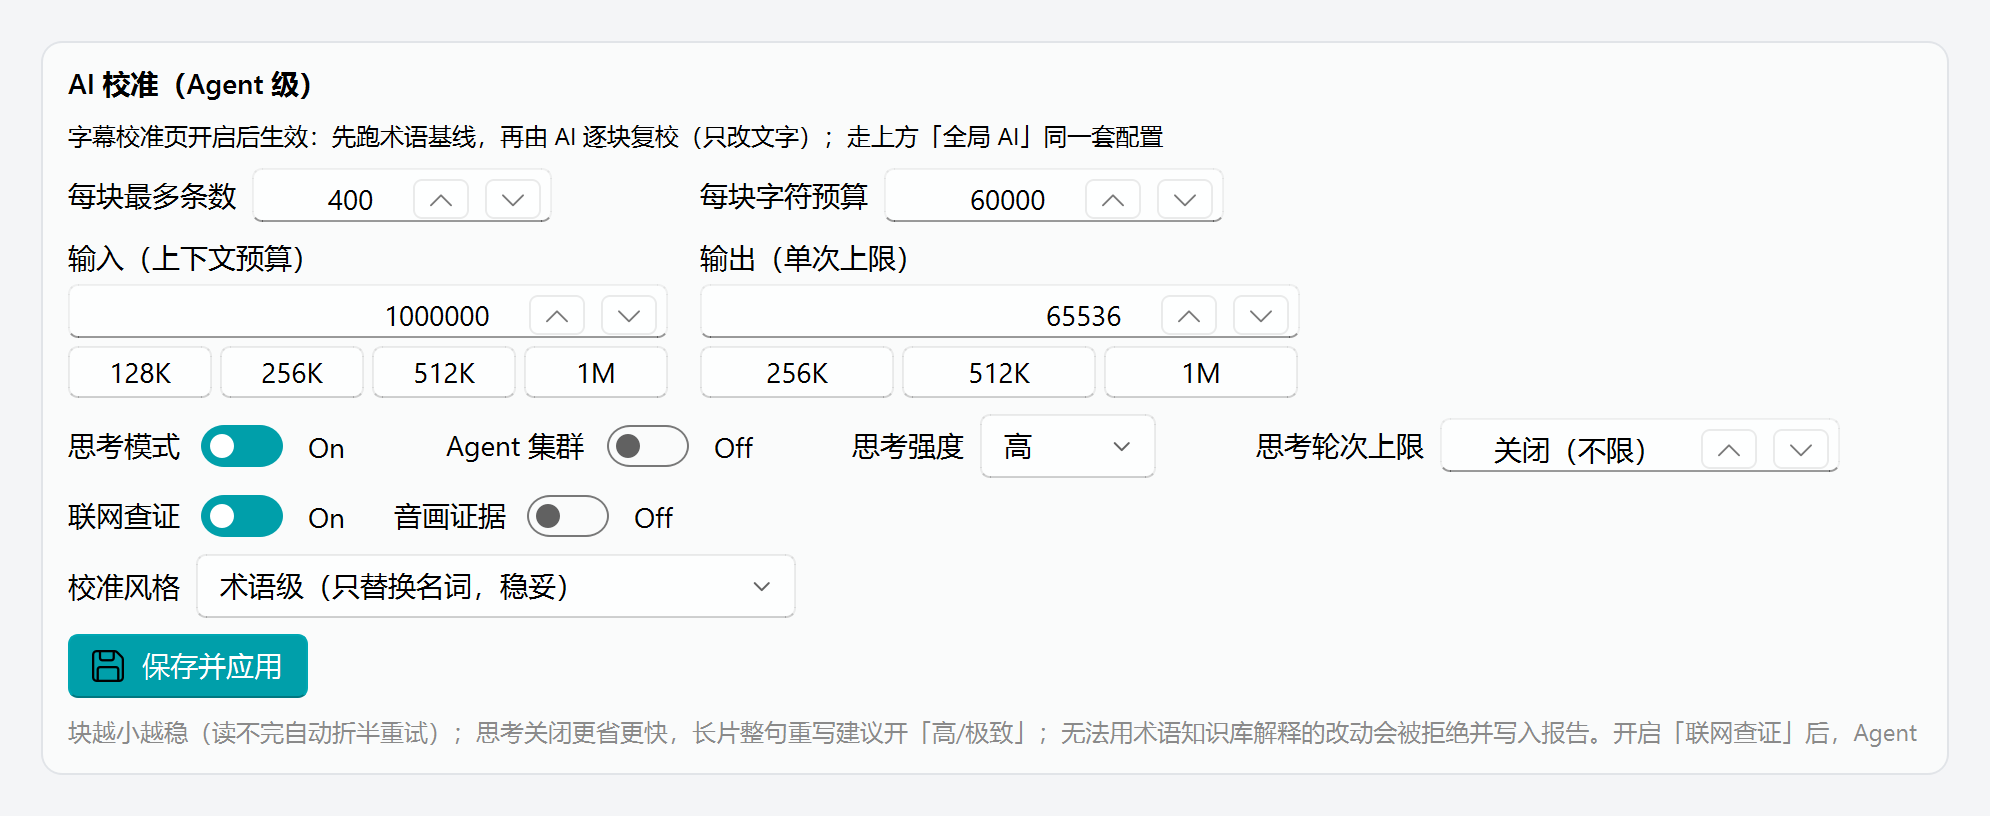 AI 校准（Agent 级）
字幕校准页开启后生效：先跑术语基线，再由 AI 逐块复校（只改文字）；走上方「全局 AI」同一套配置
每块最多条数 400 每块字符预算 60000
输入（上下文预算） 输出（单次上限）
1000000 65536
128K 256K 512K 1M 256K 512K 1M
思考模式 On Agent 集群 Off 思考强度 高 思考轮次上限 关闭（不限）
联网查证 On 音画证据 Off
校准风格 术语级（只替换名词，稳妥）
保存并应用
块越小越稳（读不完自动折半重试）；思考关闭更省更快，长片整句重写建议开「高/极致」；无法用术语知识库解释的改动会被拒绝并写入报告。开启「联网查证」后，Agent